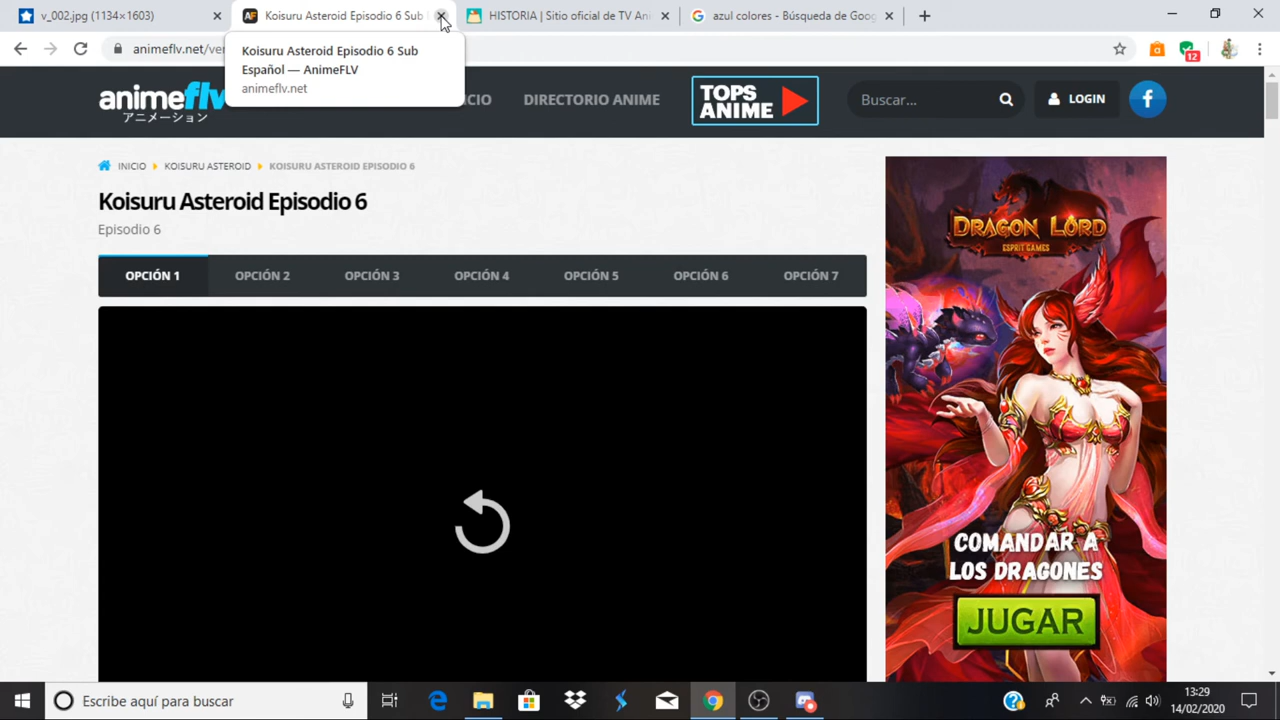 v_002.jpg (1134×1603)
Koisuru Asteroid Episodio 6 Sub
HISTORIA | Sitio oficial de TV Ani
azul colores - Búsqueda de Goog
animeflv.net/ver
12
Koisuru Asteroid Episodio 6 Sub
Español — AnimeFLV
animeflv.net
animeflv
アニメーション
ICIO
DIRECTORIO ANIME
TOPS
ANIME
Buscar...
LOGIN
INICIO
KOISURU ASTEROID
KOISURU ASTEROID EPISODIO 6
Koisuru Asteroid Episodio 6
Episodio 6
OPCIÓN 1
OPCIÓN 2
OPCIÓN 3
OPCIÓN 4
OPCIÓN 5
OPCIÓN 6
OPCIÓN 7
DRAGON LORD
ESPRIT GAMES
COMANDAR A
LOS DRAGONES
JUGAR
Escribe aquí para buscar
13:29
14/02/2020